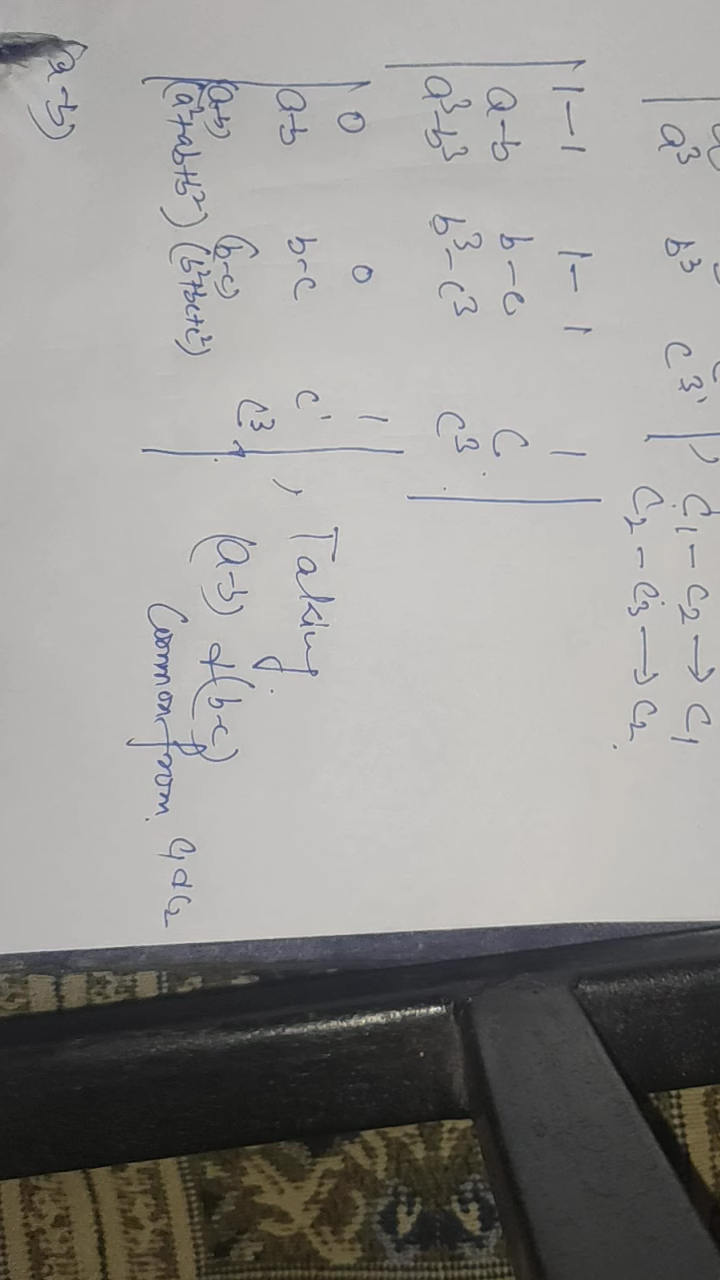 a³ b³ c³ , C₁ - C₂ → C₁
C₂ - C₃ → C₂.
1-1 1-1 1
a-b b-c c
a³-b³ b³-c³ c³
0 0 1
a-b b-c c , Taking
(a-b) (b-c) c³ (a-b) & (b-c)
(a²+ab+b²) (b²+bc+c²) common from C₁ & C₂
(a-b)